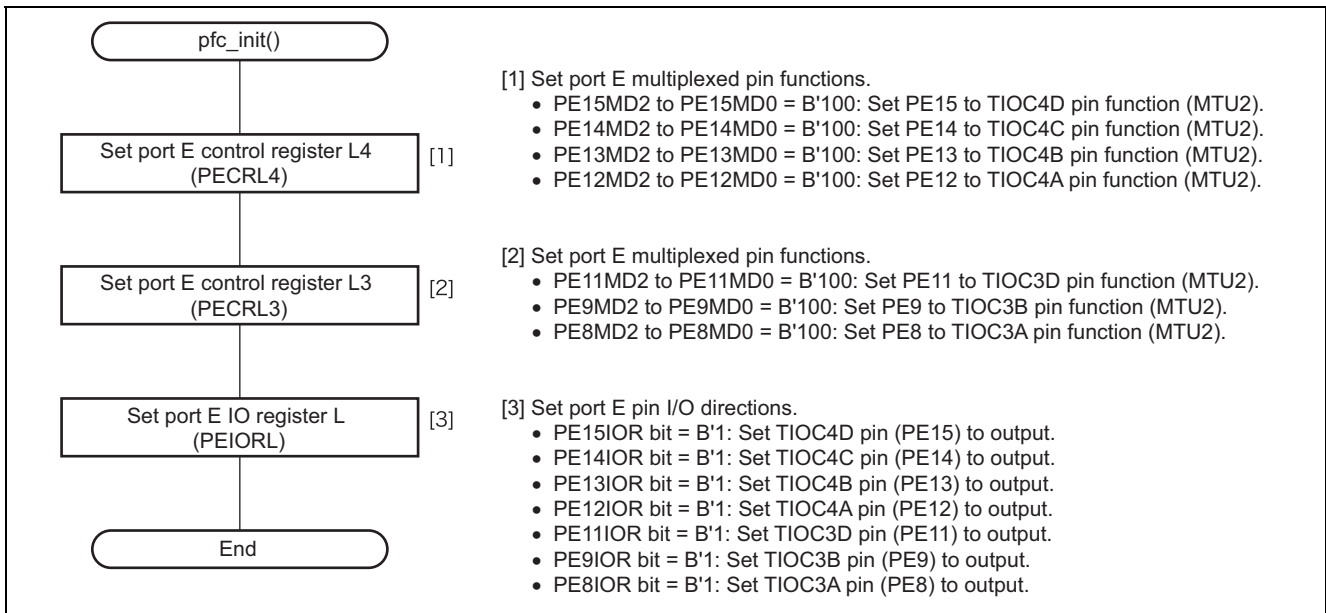 pfc_init()
[1] Set port E multiplexed pin functions.
• PE15MD2 to PE15MD0 = B'100: Set PE15 to TIOC4D pin function (MTU2).
• PE14MD2 to PE14MD0 = B'100: Set PE14 to TIOC4C pin function (MTU2).
• PE13MD2 to PE13MD0 = B'100: Set PE13 to TIOC4B pin function (MTU2).
• PE12MD2 to PE12MD0 = B'100: Set PE12 to TIOC4A pin function (MTU2).
Set port E control register L4
(PECRL4)
[1]
[2] Set port E multiplexed pin functions.
• PE11MD2 to PE11MD0 = B'100: Set PE11 to TIOC3D pin function (MTU2).
• PE9MD2 to PE9MD0 = B'100: Set PE9 to TIOC3B pin function (MTU2).
• PE8MD2 to PE8MD0 = B'100: Set PE8 to TIOC3A pin function (MTU2).
Set port E control register L3
(PECRL3)
[2]
Set port E IO register L
(PEIORL)
[3]
[3] Set port E pin I/O directions.
• PE15IOR bit = B'1: Set TIOC4D pin (PE15) to output.
• PE14IOR bit = B'1: Set TIOC4C pin (PE14) to output.
• PE13IOR bit = B'1: Set TIOC4B pin (PE13) to output.
• PE12IOR bit = B'1: Set TIOC4A pin (PE12) to output.
• PE11IOR bit = B'1: Set TIOC3D pin (PE11) to output.
• PE9IOR bit = B'1: Set TIOC3B pin (PE9) to output.
• PE8IOR bit = B'1: Set TIOC3A pin (PE8) to output.
End